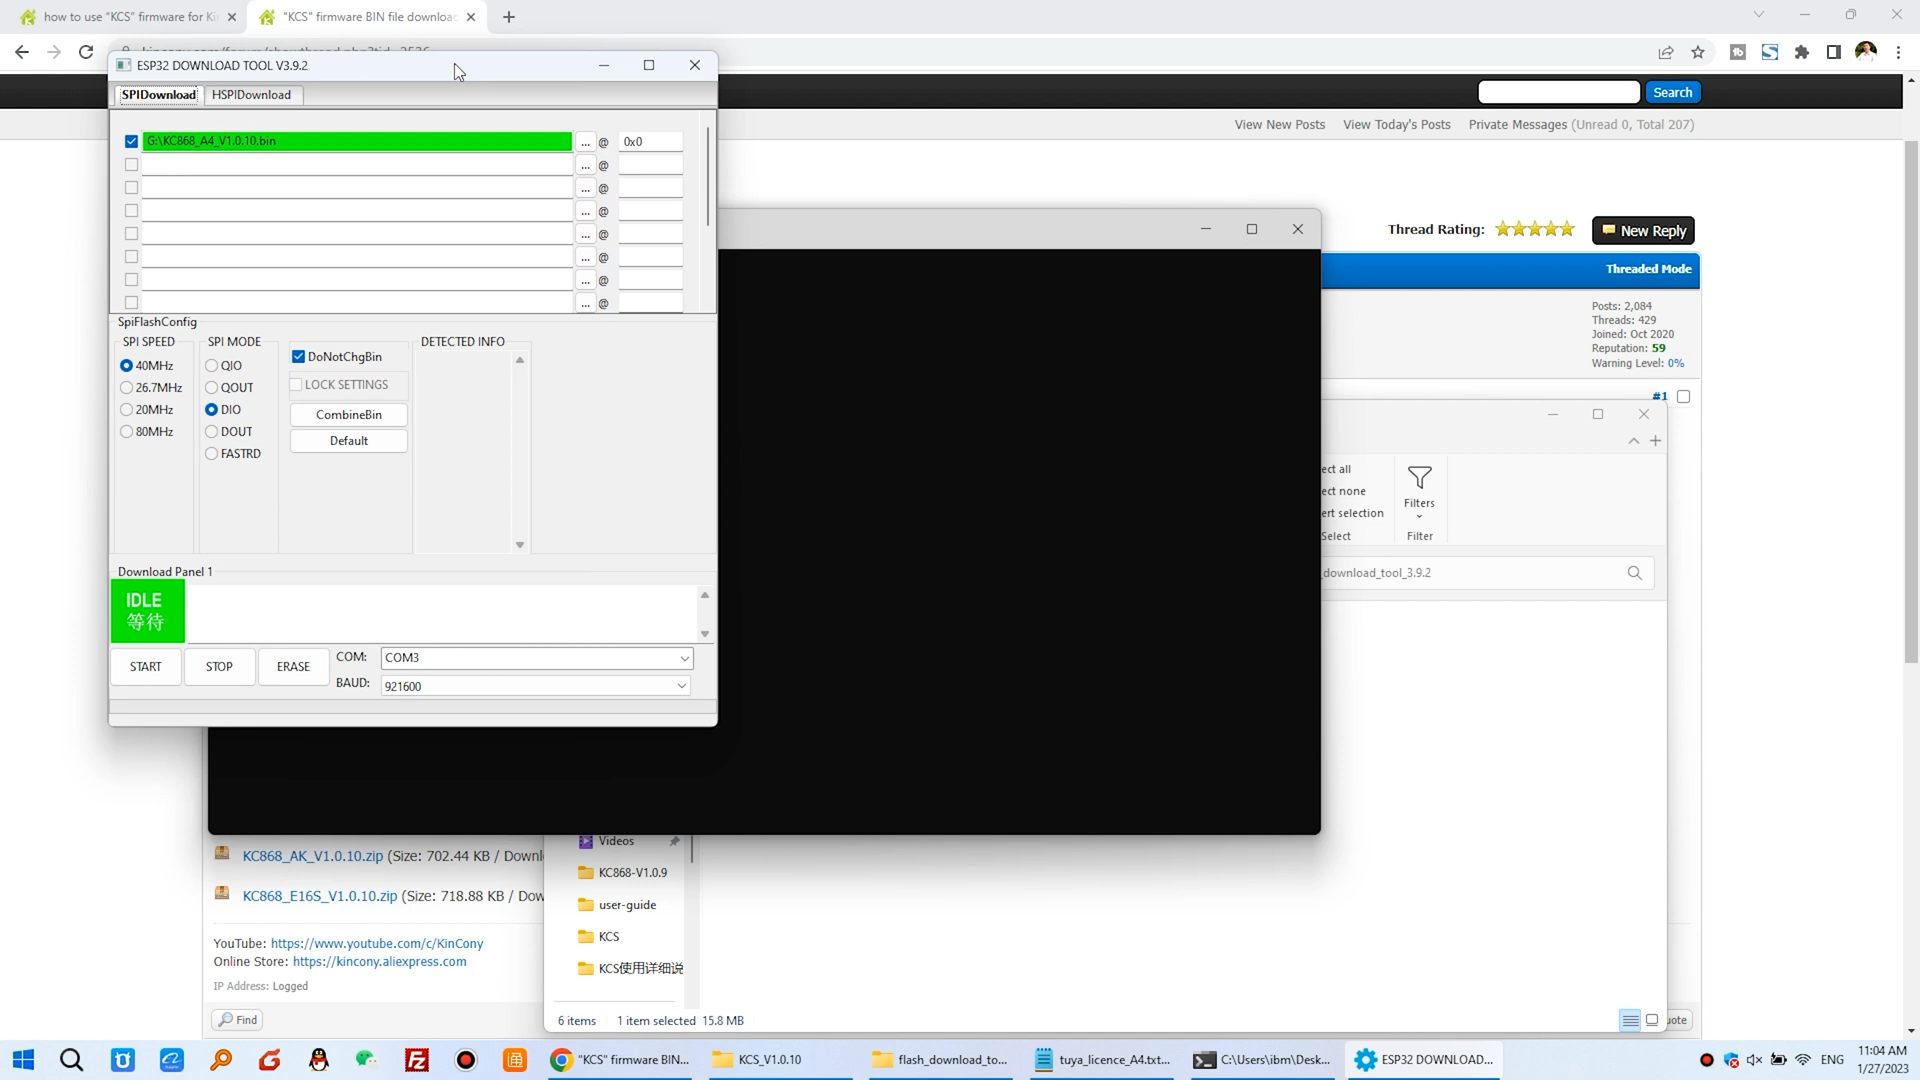 how to use "KCS" firmware for Kin
"KCS" firmware BIN file download
ESP32 DOWNLOAD TOOL V3.9.2
SPIDownload
HSPIDownload
Search
View New Posts
View Today's Posts
Private Messages (Unread 0, Total 207)
G:\KC868_A4_V1.0.10.bin
... @ 0x0
... @
... @
... @
... @
... @
... @
... @
Thread Rating:
New Reply
Threaded Mode
Posts: 2,084
Threads: 429
Joined: Oct 2020
Reputation: 59
Warning Level: 0%
#1
SpiFlashConfig
SPI SPEED
40MHz
26.7MHz
20MHz
80MHz
SPI MODE
QIO
QOUT
DIO
DOUT
FASTRD
DoNotChgBin
LOCK SETTINGS
CombineBin
Default
DETECTED INFO
ect all
ect none
ert selection
Select
Filters
Filter
_download_tool_3.9.2
Download Panel 1
IDLE
等待
START
STOP
ERASE
COM:
COM3
BAUD:
921600
KC868_AK_V1.0.10.zip (Size: 702.44 KB / Downl
KC868_E16S_V1.0.10.zip (Size: 718.88 KB / Dow
YouTube: https://www.youtube.com/c/KinCony
Online Store: https://kincony.aliexpress.com
IP Address: Logged
Find
Videos
KC868-V1.0.9
user-guide
KCS
KCS使用详细说
6 items
1 item selected 15.8 MB
uote
"KCS" firmware BIN...
KCS_V1.0.10
flash_download_to...
tuya_licence_A4.txt...
C:\Users\ibm\Desk...
ESP32 DOWNLOAD...
ENG
11:04 AM
1/27/2023